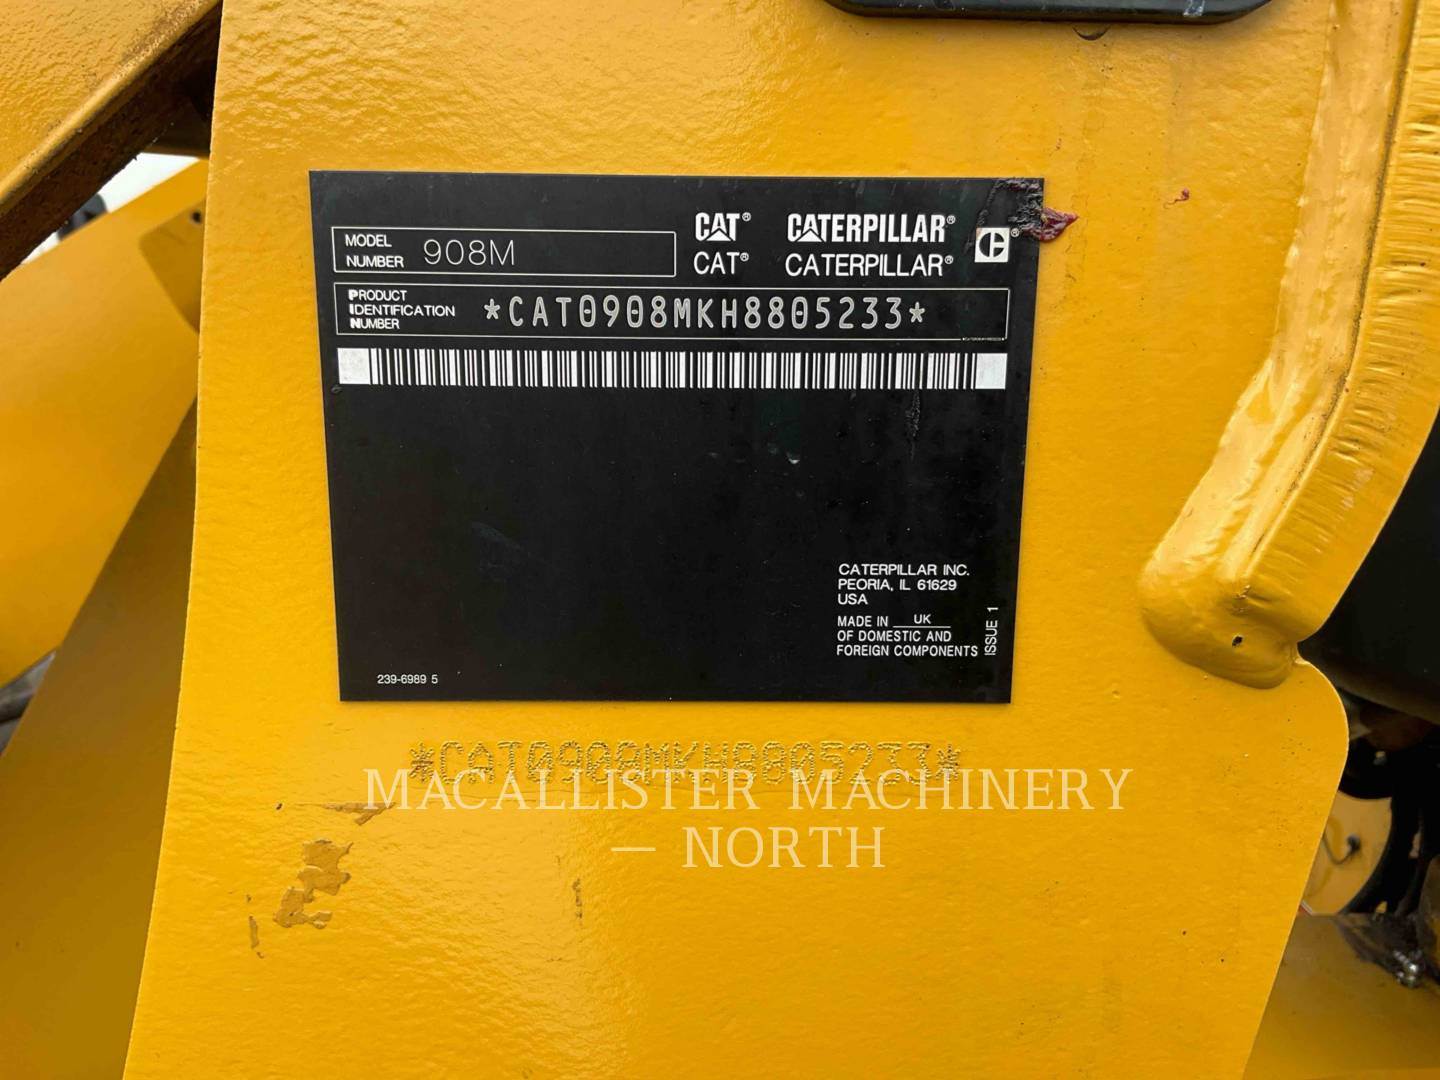 MODEL
NUMBER 908M
CAT® CATERPILLAR®
CAT® CATERPILLAR® ®
PRODUCT
IDENTIFICATION
NUMBER
*CAT0908MKH8805233*
CATERPILLAR INC.
PEORIA, IL 61629
USA
MADE IN UK
OF DOMESTIC AND
FOREIGN COMPONENTS
ISSUE 1
239-6989 5
*CAT0908MKH8805233*
MACALLISTER MACHINERY
— NORTH